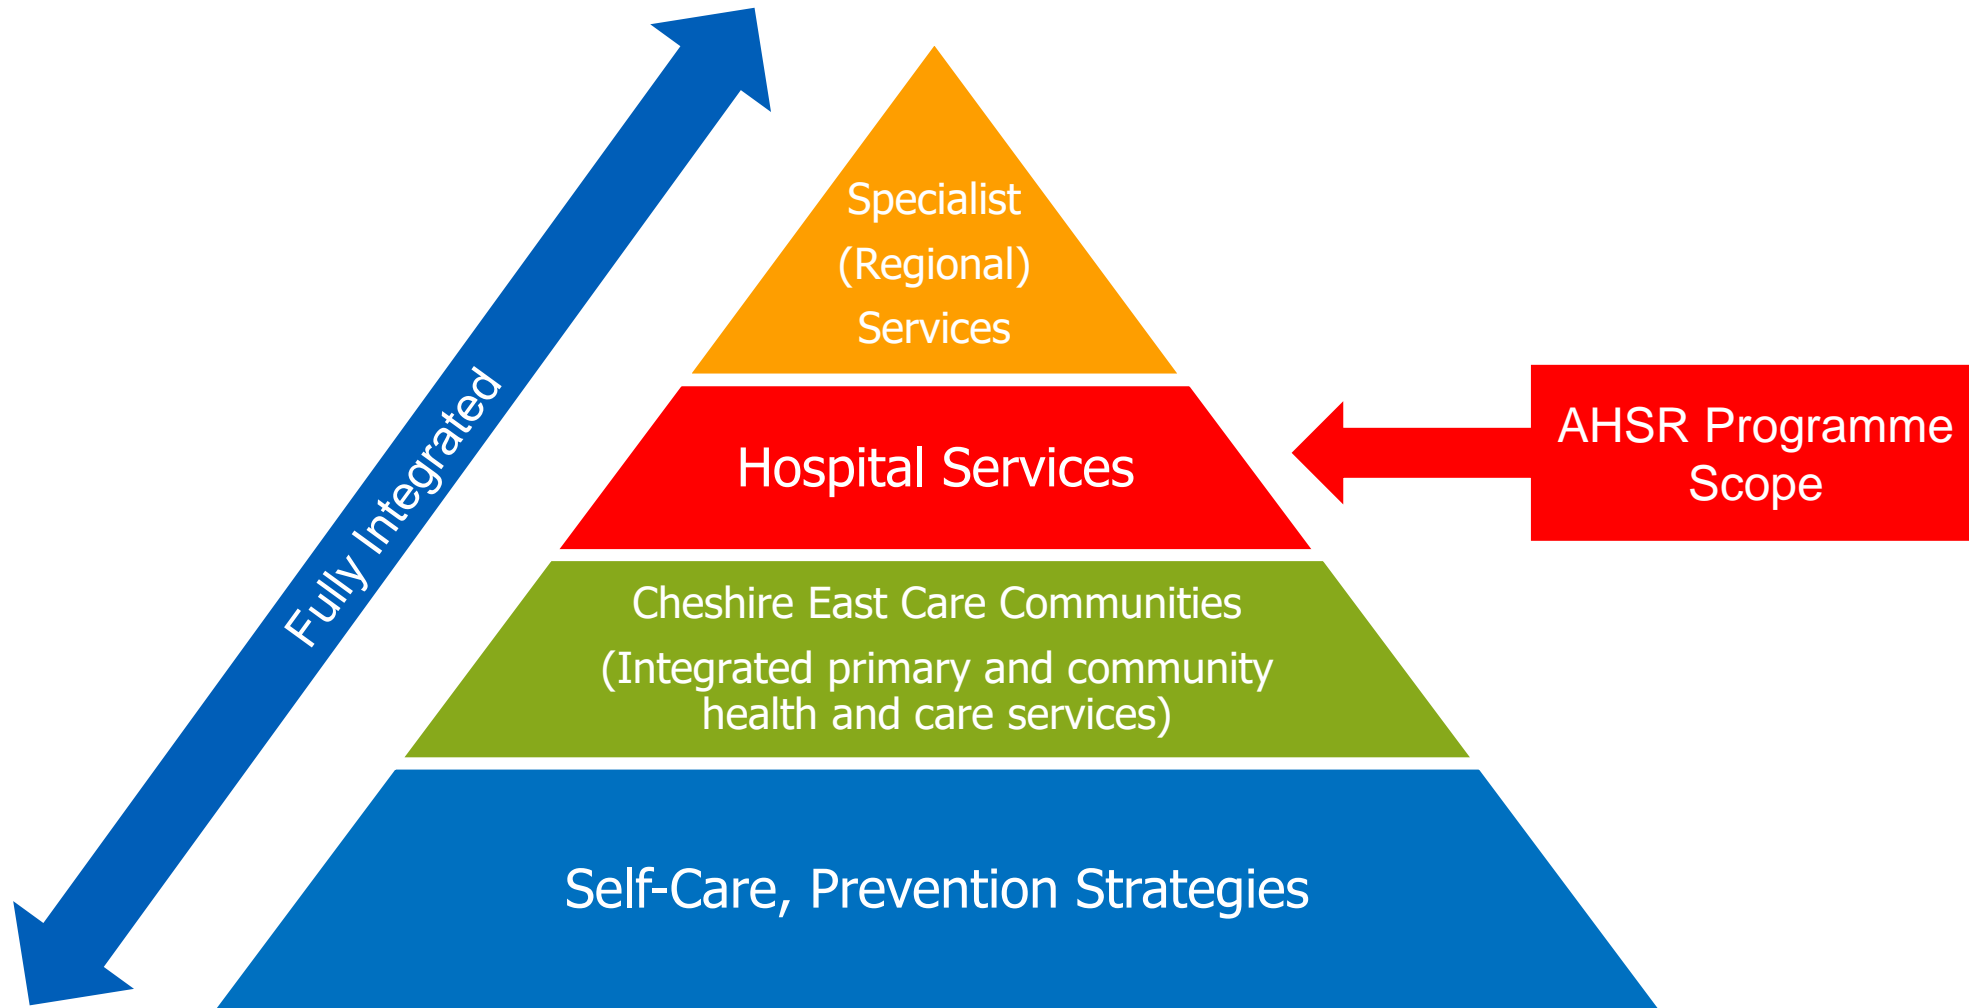 Specialist
(Regional)
Services
Hospital Services
AHSR Programme
Scope
Fully Integrated
Cheshire East Care Communities
(Integrated primary and community
health and care services)
Self-Care, Prevention Strategies